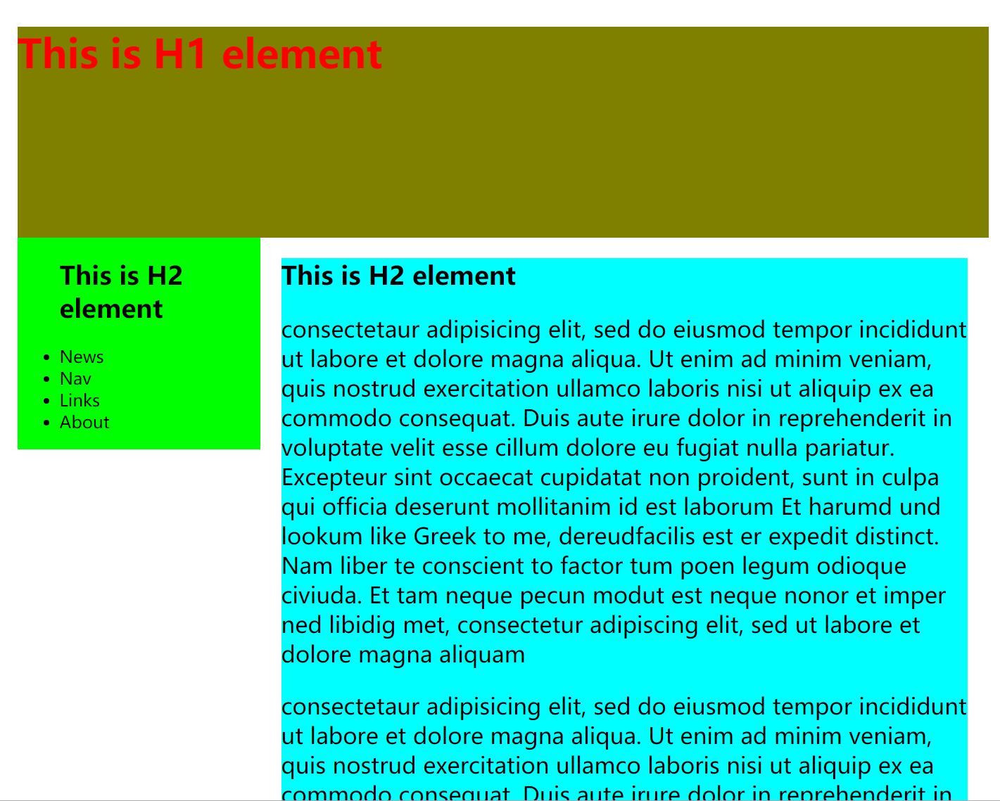 This is H1 element
This is H2
element
News
Nav
Links
About
This is H2 element
consectetaur adipisicing elit, sed do eiusmod tempor incididunt
ut labore et dolore magna aliqua. Ut enim ad minim veniam,
quis nostrud exercitation ullamco laboris nisi ut aliquip ex ea
commodo consequat. Duis aute irure dolor in reprehenderit in
voluptate velit esse cillum dolore eu fugiat nulla pariatur.
Excepteur sint occaecat cupidatat non proident, sunt in culpa
qui officia deserunt mollitanim id est laborum Et harumd und
lookum like Greek to me, dereudfacilis est er expedit distinct.
Nam liber te conscient to factor tum poen legum odioque
civiuda. Et tam neque pecun modut est neque nonor et imper
ned libidig met, consectetur adipiscing elit, sed ut labore et
dolore magna aliquam
consectetaur adipisicing elit, sed do eiusmod tempor incididunt
ut labore et dolore magna aliqua. Ut enim ad minim veniam,
quis nostrud exercitation ullamco laboris nisi ut aliquip ex ea
commodo consequat. Duis aute irure dolor in reprehenderit in